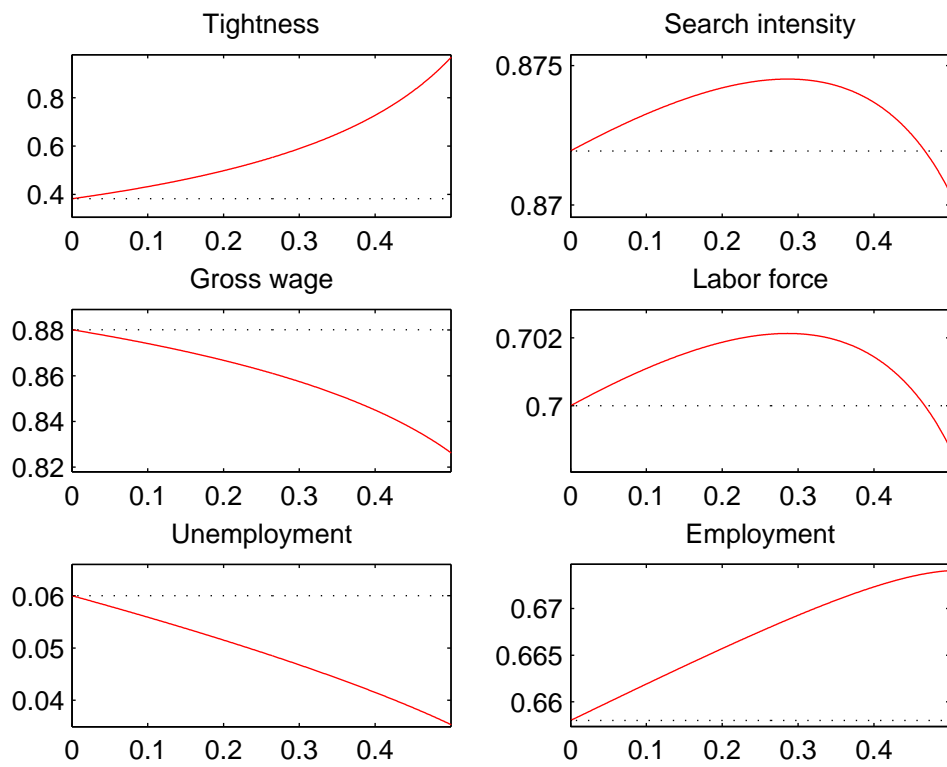 Tightness
0.8
0.6
0.4
0 0.1 0.2 0.3 0.4
Search intensity
0.875
0.87
0 0.1 0.2 0.3 0.4
Gross wage
0.88
0.86
0.84
0.82
0 0.1 0.2 0.3 0.4
Labor force
0.702
0.7
0 0.1 0.2 0.3 0.4
Unemployment
0.06
0.05
0.04
0 0.1 0.2 0.3 0.4
Employment
0.67
0.665
0.66
0 0.1 0.2 0.3 0.4